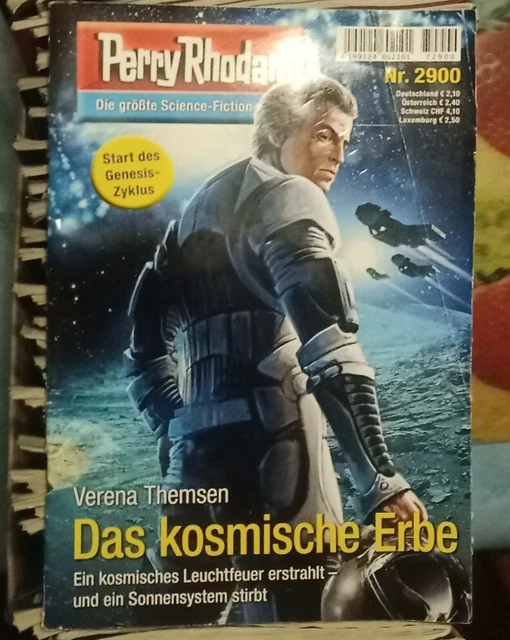 Perry Rhodan
Die größte Science-Fiction
Nr. 2900
Deutschland € 2,10
Österreich € 2,40
Schweiz CHF 4,10
Luxemburg € 2,50
Start des
Genesis-
Zyklus
Verena Themsen
Das kosmische Erbe
Ein kosmisches Leuchtfeuer erstrahlt –
und ein Sonnensystem stirbt